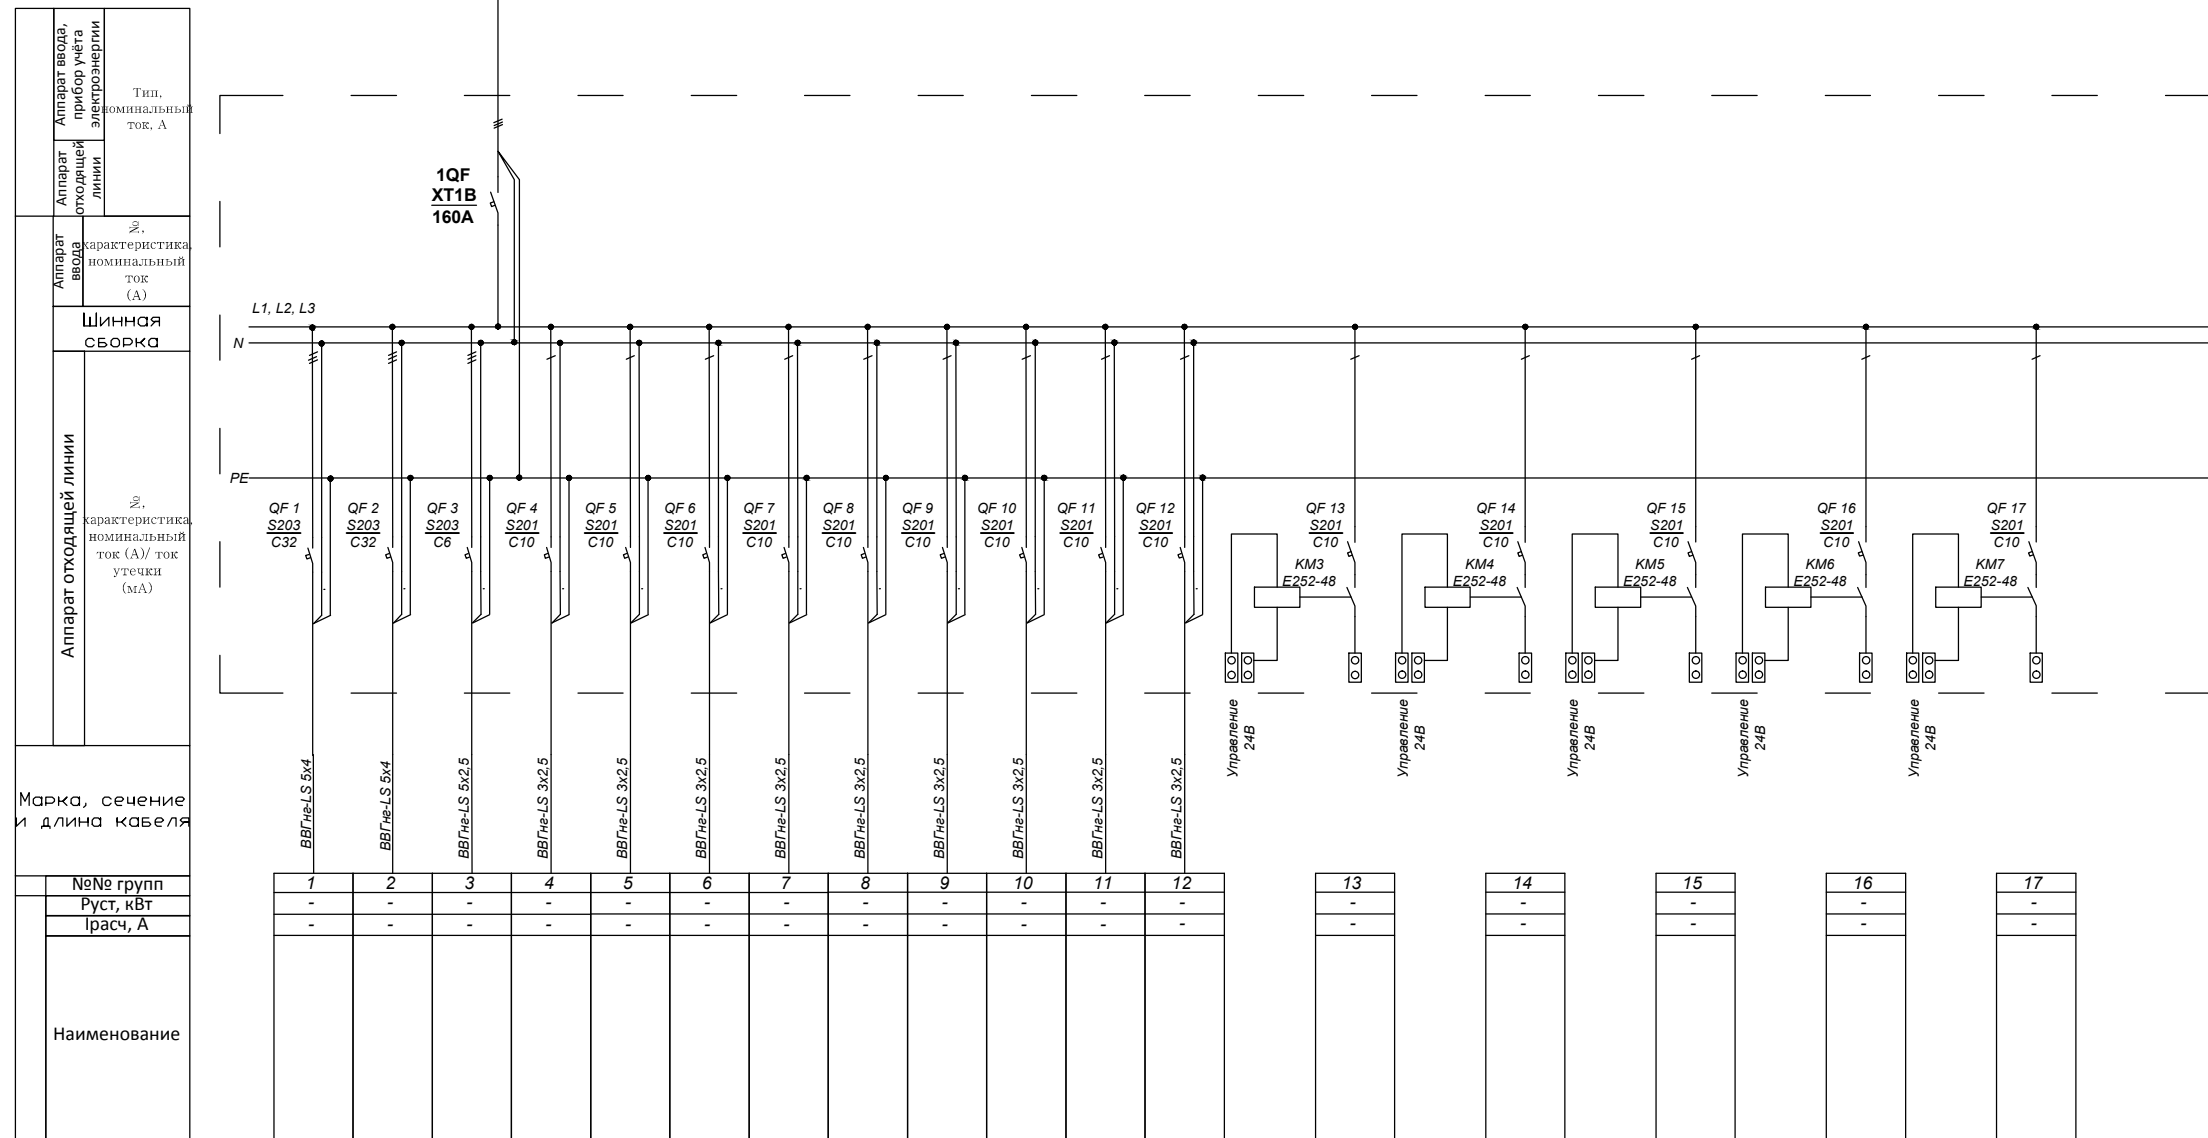 Аппарат ввода,
прибор учёта
электроэнергии
Тип,
номинальный
ток, А
Аппарат
отходящей
линии
Аппарат
ввода
№,
характеристика,
номинальный
ток
(А)
Шинная
сборка
Аппарат отходящей линии
№,
характеристика,
номинальный
ток (А)/ ток
утечки
(мА)
Марка, сечение
и длина кабеля
№№ групп
Pуст, кВт
Iрасч, А
Наименование
1QF
XT1B
160A
L1, L2, L3
N
PE
QF 1
S203
C32
QF 2
S203
C32
QF 3
S203
C6
QF 4
S201
C10
QF 5
S201
C10
QF 6
S201
C10
QF 7
S201
C10
QF 8
S201
C10
QF 9
S201
C10
QF 10
S201
C10
QF 11
S201
C10
QF 12
S201
C10
QF 13
S201
C10
KM3
E252-48
QF 14
S201
C10
KM4
E252-48
QF 15
S201
C10
KM5
E252-48
QF 16
S201
C10
KM6
E252-48
QF 17
S201
C10
KM7
E252-48
Управление
24В
Управление
24В
Управление
24В
Управление
24В
Управление
24В
ВВГнг-LS 5x4
ВВГнг-LS 5x4
ВВГнг-LS 5x2,5
ВВГнг-LS 3x2,5
ВВГнг-LS 3x2,5
ВВГнг-LS 3x2,5
ВВГнг-LS 3x2,5
ВВГнг-LS 3x2,5
ВВГнг-LS 3x2,5
ВВГнг-LS 3x2,5
ВВГнг-LS 3x2,5
ВВГнг-LS 3x2,5
1 2 3 4 5 6 7 8 9 10 11 12 13 14 15 16 17
- - - - - - - - - - - - - - - - -
- - - - - - - - - - - - - - - - -